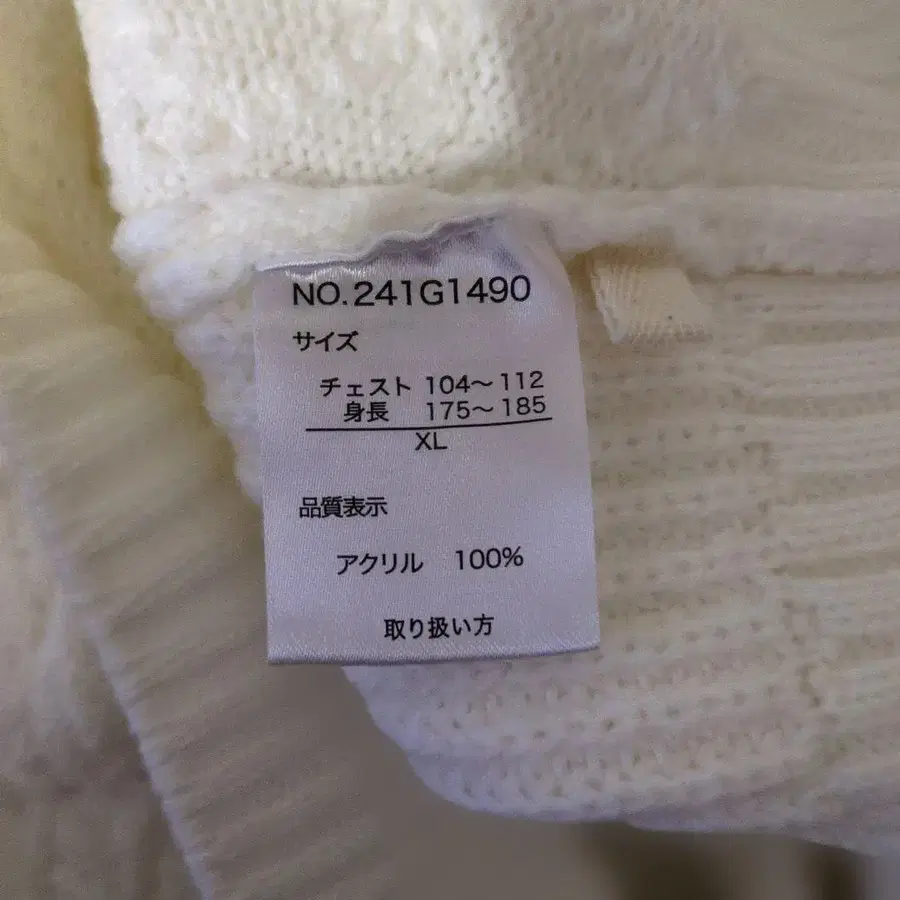 NO.241G1490
サイズ
チェスト 104～112
身長 175～185
XL
品質表示
アクリル 100%
取り扱い方